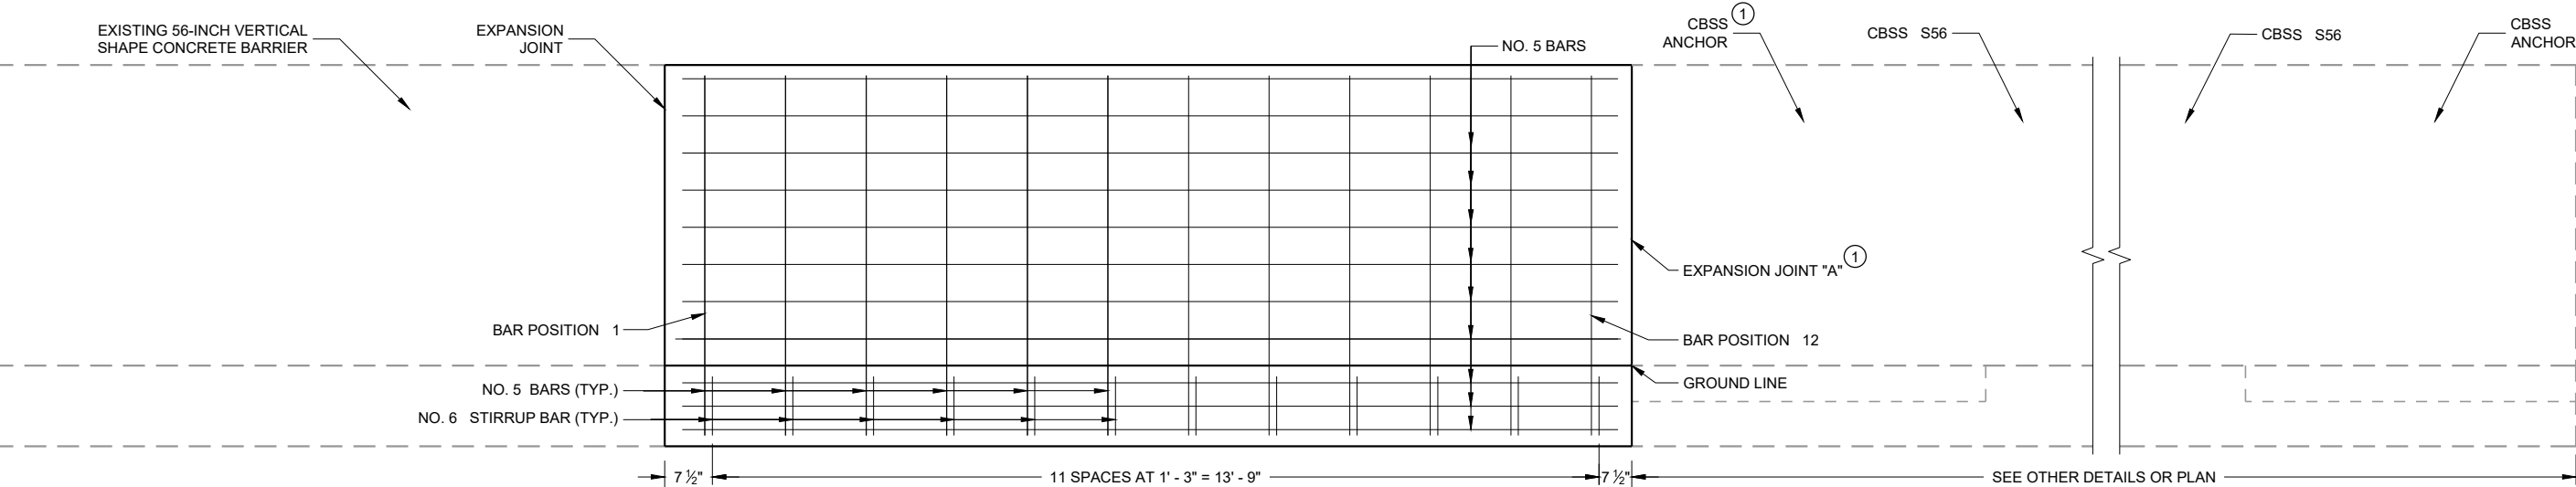 EXISTING 56-INCH VERTICAL
SHAPE CONCRETE BARRIER
EXPANSION
JOINT
NO. 5 BARS
CBSS 1
ANCHOR
CBSS S56
CBSS S56
CBSS
ANCHOR
EXPANSION JOINT "A" 1
BAR POSITION 1
BAR POSITION 12
GROUND LINE
NO. 5 BARS (TYP.)
NO. 6 STIRRUP BAR (TYP.)
7 ½"
11 SPACES AT 1' - 3" = 13' - 9"
7 ½"
SEE OTHER DETAILS OR PLAN